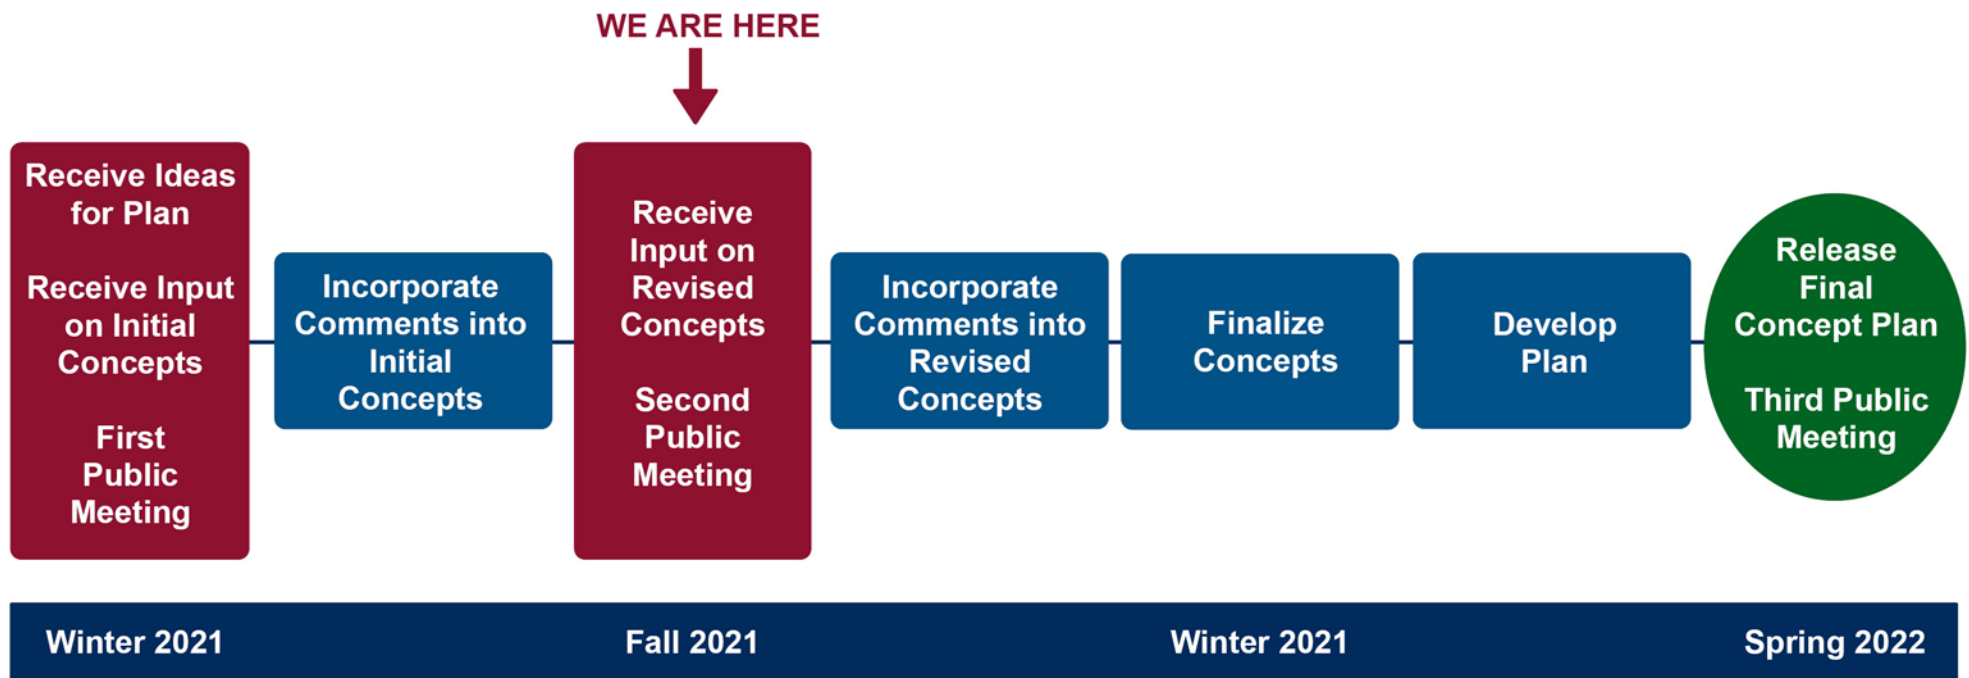 WE ARE HERE
Receive Ideas
for Plan
Receive Input
on Initial
Concepts
First
Public
Meeting
Incorporate
Comments into
Initial
Concepts
Receive
Input on
Revised
Concepts
Second
Public
Meeting
Incorporate
Comments into
Revised
Concepts
Finalize
Concepts
Develop
Plan
Release
Final
Concept Plan
Third Public
Meeting
Winter 2021
Fall 2021
Winter 2021
Spring 2022